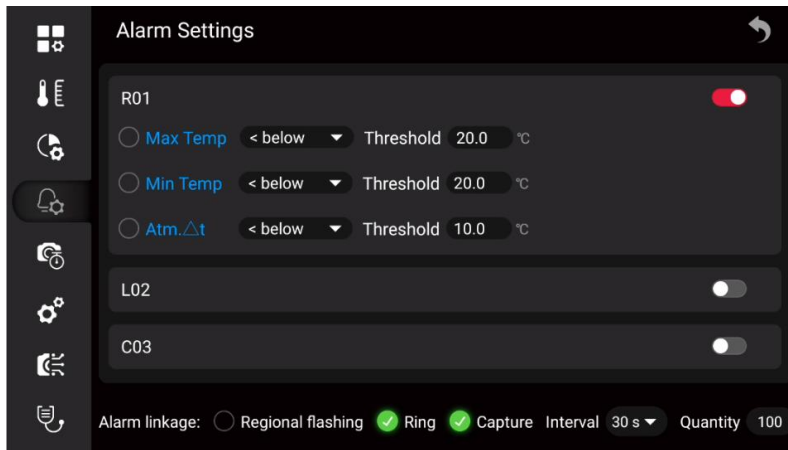 Alarm Settings
R01
Max Temp < below Threshold 20.0 ℃
Min Temp < below Threshold 20.0 ℃
Atm.△t < below Threshold 10.0 ℃
L02
C03
Alarm linkage: Regional flashing Ring Capture Interval 30 s Quantity 100